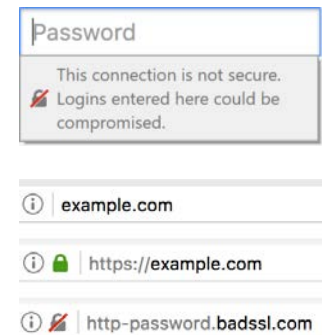 Password
This connection is not secure.
Logins entered here could be
compromised.
example.com
https://example.com
http-password.badssl.com